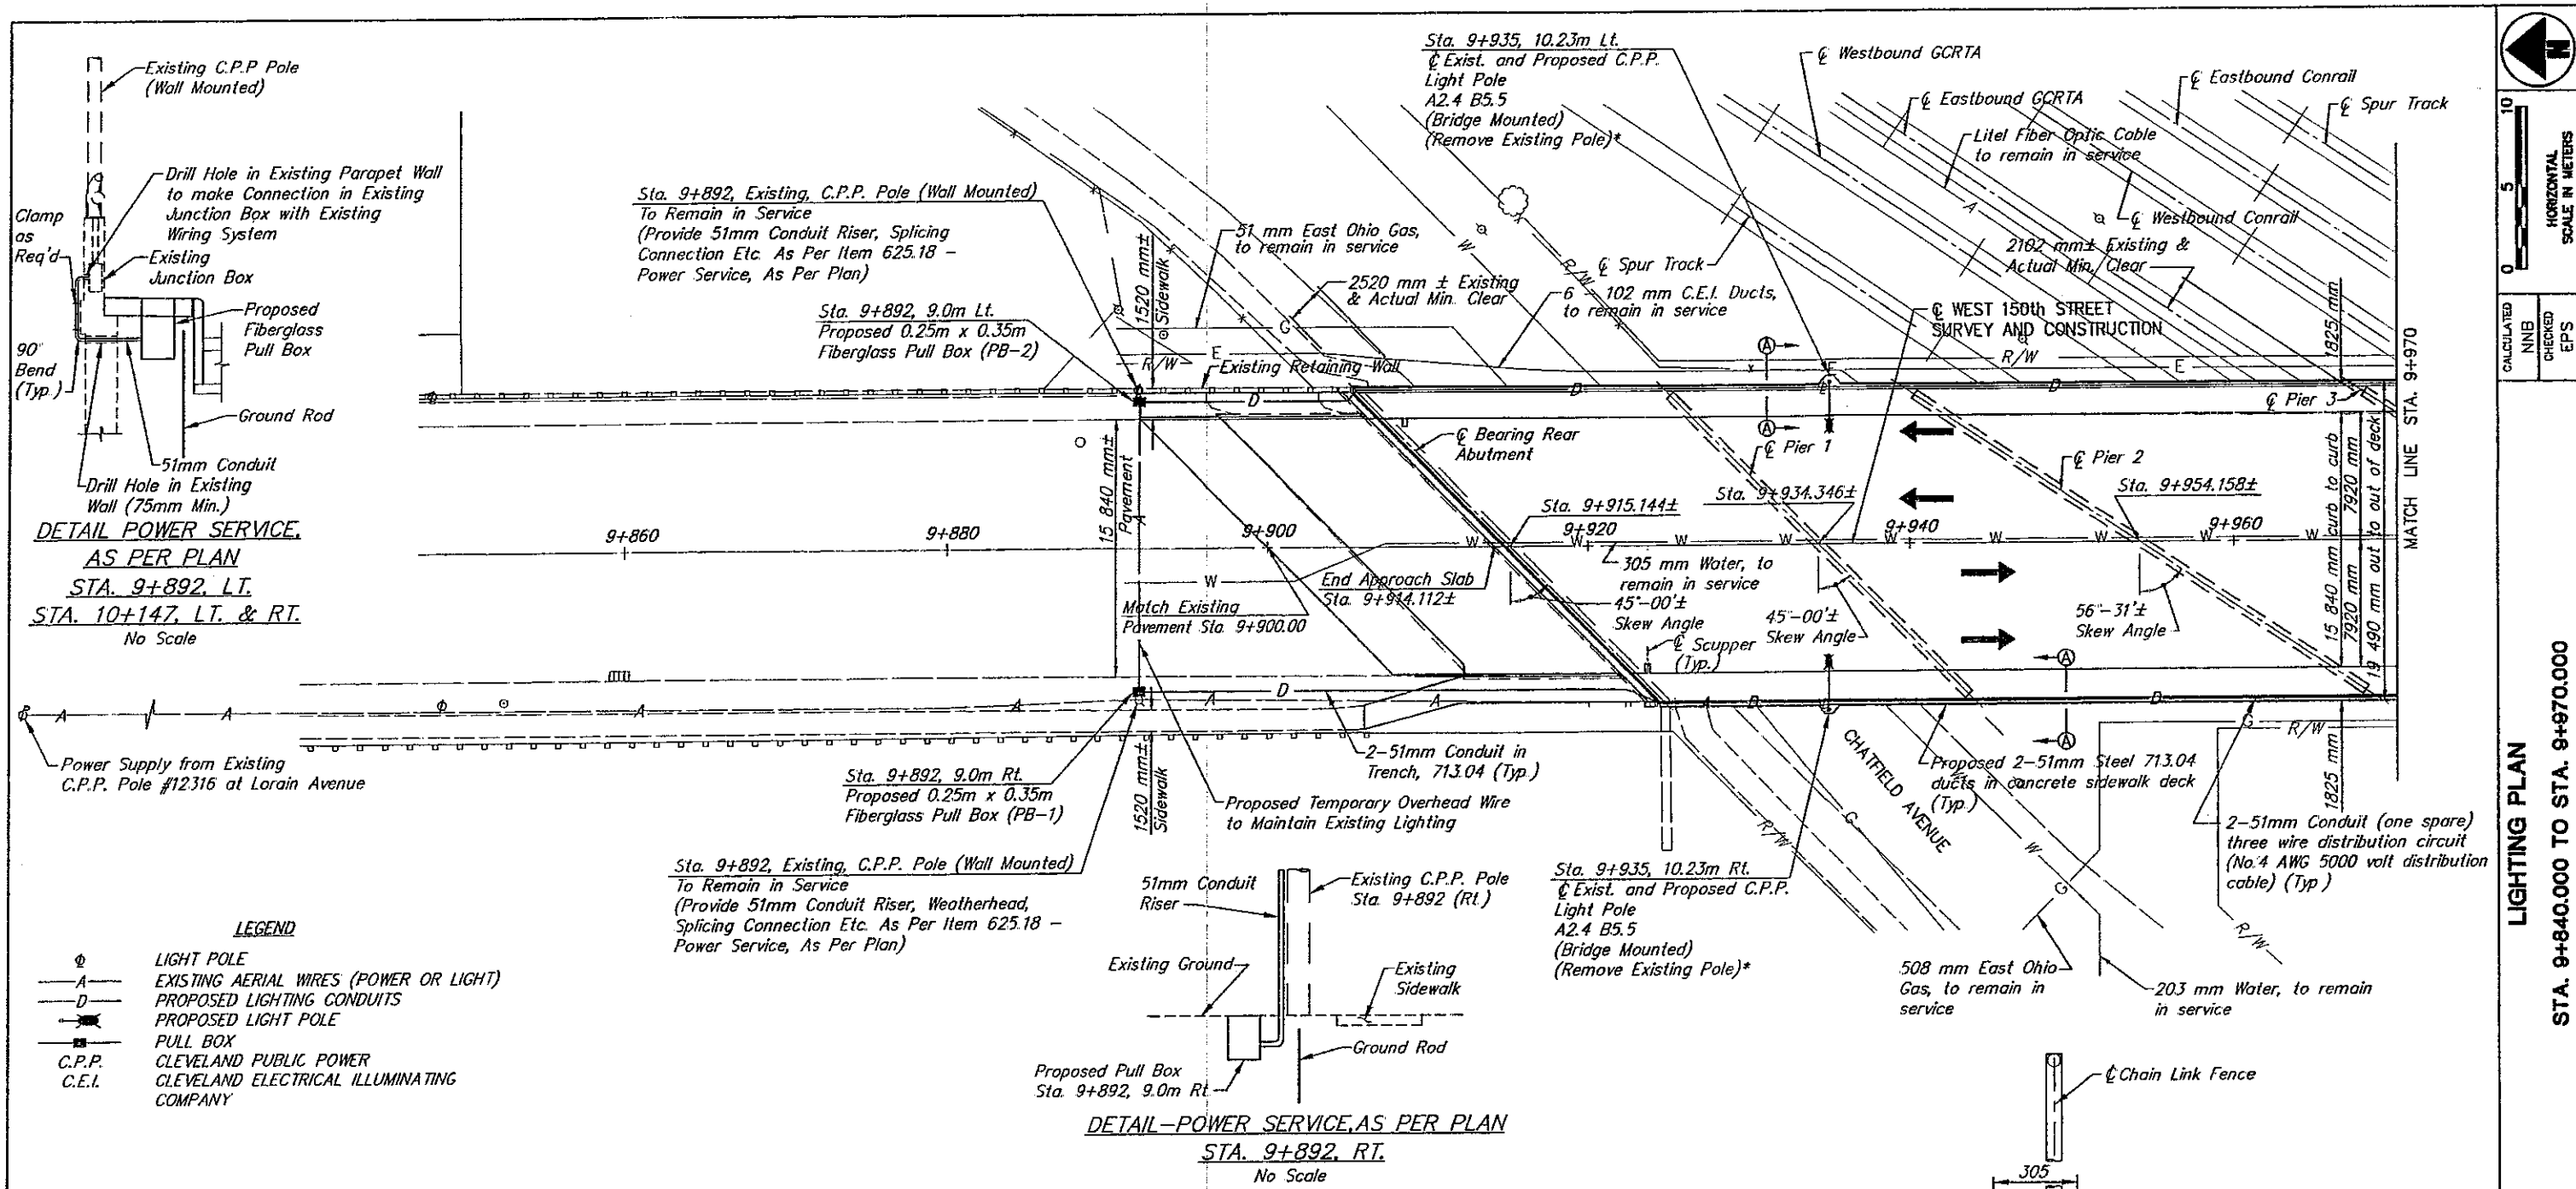 Existing C.P.P Pole
(Wall Mounted)
Drill Hole in Existing Parapet Wall
to make Connection in Existing
Junction Box with Existing
Wiring System
Clamp
as
Req'd
Existing
Junction Box
Proposed
Fiberglass
Pull Box
90°
Bend
(Typ.)
Ground Rod
51mm Conduit
Drill Hole in Existing
Wall (75mm Min.)
DETAIL POWER SERVICE,
AS PER PLAN
STA. 9+892, LT.
STA. 10+147, LT. & RT.
No Scale
Sta. 9+892, Existing, C.P.P. Pole (Wall Mounted)
To Remain in Service
(Provide 51mm Conduit Riser, Splicing
Connection Etc. As Per Item 625.18 -
Power Service, As Per Plan)
Sta. 9+892, 9.0m Lt.
Proposed 0.25m x 0.35m
Fiberglass Pull Box (PB-2)
1520 mm±
Sidewalk
51 mm East Ohio Gas,
to remain in service
2520 mm ± Existing
& Actual Min. Clear
6 - 102 mm C.E.I. Ducts,
to remain in service
Sta. 9+935, 10.23m Lt.
℄ Exist. and Proposed C.P.P.
Light Pole
A2.4 B5.5
(Bridge Mounted)
(Remove Existing Pole)*
℄ Westbound GCRTA
℄ Eastbound GCRTA
℄ Eastbound Conrail
℄ Spur Track
Litel Fiber Optic Cable
to remain in service
℄ Westbound Conrail
2102 mm± Existing &
Actual Min. Clear
℄ Spur Track
℄ WEST 150th STREET
SURVEY AND CONSTRUCTION
1825 mm
R/W
R/W
R/W
Existing Retaining Wall
A
A
℄ Pier 3
℄ Bearing Rear
Abutment
℄ Pier 1
℄ Pier 2
Sta. 9+915.144±
Sta. 9+934.346±
Sta. 9+954.158±
15 840 mm±
Pavement
9+860
9+880
9+900
9+920
9+940
9+960
305 mm Water, to
remain in service
End Approach Slab
Sta. 9+914.112±
Match Existing
Pavement Sta. 9+900.00
45°-00'±
Skew Angle
45°-00'±
Skew Angle
56°-31'±
Skew Angle
℄ Scupper
(Typ.)
15 840 mm curb to curb
7920 mm
7920 mm
19 490 mm out to out of deck
MATCH LINE STA. 9+970
A
A
Power Supply from Existing
C.P.P. Pole #12316 at Lorain Avenue
Sta. 9+892, 9.0m Rt.
Proposed 0.25m x 0.35m
Fiberglass Pull Box (PB-1)
1520 mm±
Sidewalk
2-51mm Conduit in
Trench, 713.04 (Typ.)
Proposed Temporary Overhead Wire
to Maintain Existing Lighting
CHATFIELD AVENUE
Proposed 2-51mm Steel 713.04
ducts in concrete sidewalk deck
(Typ.)
1825 mm
R/W
R/W
R/W
2-51mm Conduit (one spare)
three wire distribution circuit
(No. 4 AWG 5000 volt distribution
cable) (Typ.)
Sta. 9+892, Existing, C.P.P. Pole (Wall Mounted)
To Remain in Service
(Provide 51mm Conduit Riser, Weatherhead,
Splicing Connection Etc. As Per Item 625.18 -
Power Service, As Per Plan)
51mm Conduit
Riser
Existing C.P.P. Pole
Sta. 9+892 (Rt.)
Existing Ground
Existing
Sidewalk
Ground Rod
Proposed Pull Box
Sta. 9+892, 9.0m Rt.
DETAIL-POWER SERVICE, AS PER PLAN
STA. 9+892, RT.
No Scale
Sta. 9+935, 10.23m Rt.
℄ Exist. and Proposed C.P.P.
Light Pole
A2.4 B5.5
(Bridge Mounted)
(Remove Existing Pole)*
508 mm East Ohio
Gas, to remain in
service
203 mm Water, to remain
in service
℄ Chain Link Fence
305
LEGEND
LIGHT POLE
A EXISTING AERIAL WIRES (POWER OR LIGHT)
D PROPOSED LIGHTING CONDUITS
PROPOSED LIGHT POLE
PULL BOX
C.P.P. CLEVELAND PUBLIC POWER
C.E.I. CLEVELAND ELECTRICAL ILLUMINATING
COMPANY
N
0 5 10
HORIZONTAL
SCALE IN METERS
CALCULATED
NNB
CHECKED
EPS
LIGHTING PLAN
STA. 9+840.000 TO STA. 9+970.000